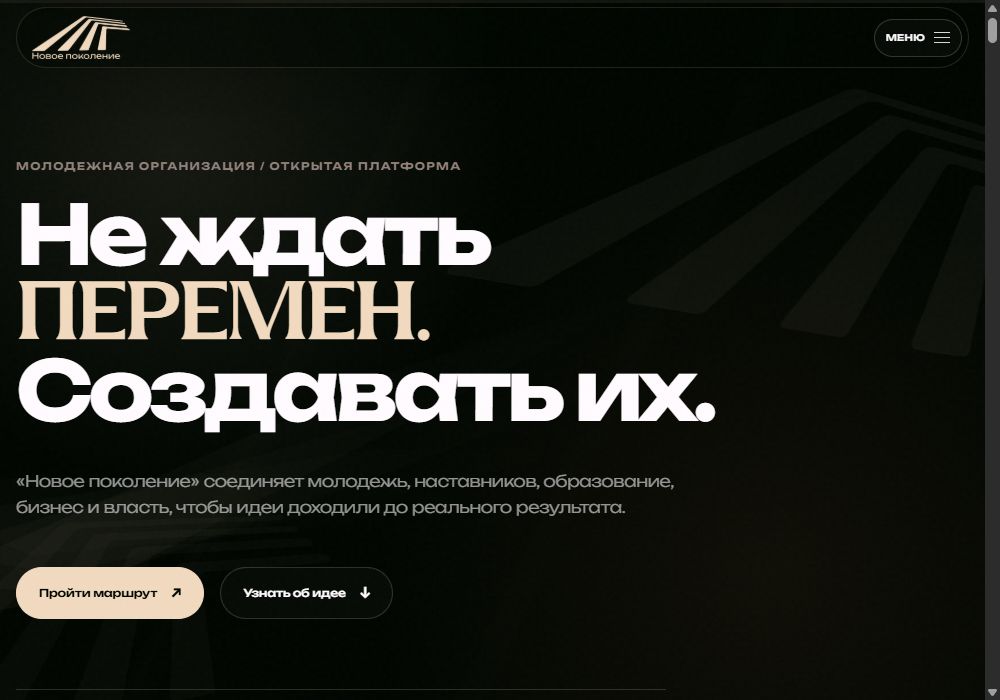 Новое поколение
МЕНЮ
МОЛОДЕЖНАЯ ОРГАНИЗАЦИЯ / ОТКРЫТАЯ ПЛАТФОРМА
Не ждать
ПЕРЕМЕН.
Создавать их.
«Новое поколение» соединяет молодежь, наставников, образование,
бизнес и власть, чтобы идеи доходили до реального результата.
Пройти маршрут
Узнать об идее